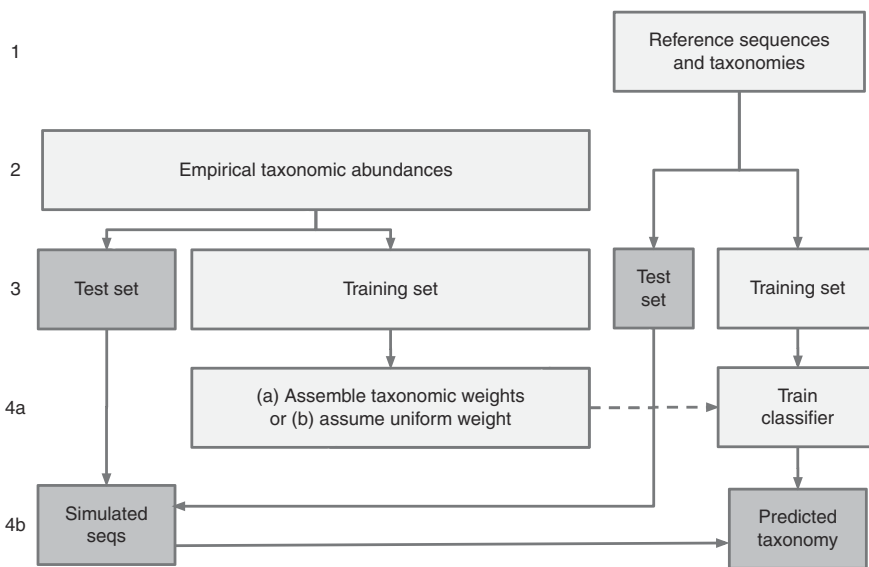 1
Reference sequences
and taxonomies
2
Empirical taxonomic abundances
3
Test set
Training set
Test
set
Training set
4a
(a) Assemble taxonomic weights
or (b) assume uniform weight
Train
classifier
4b
Simulated
seqs
Predicted
taxonomy